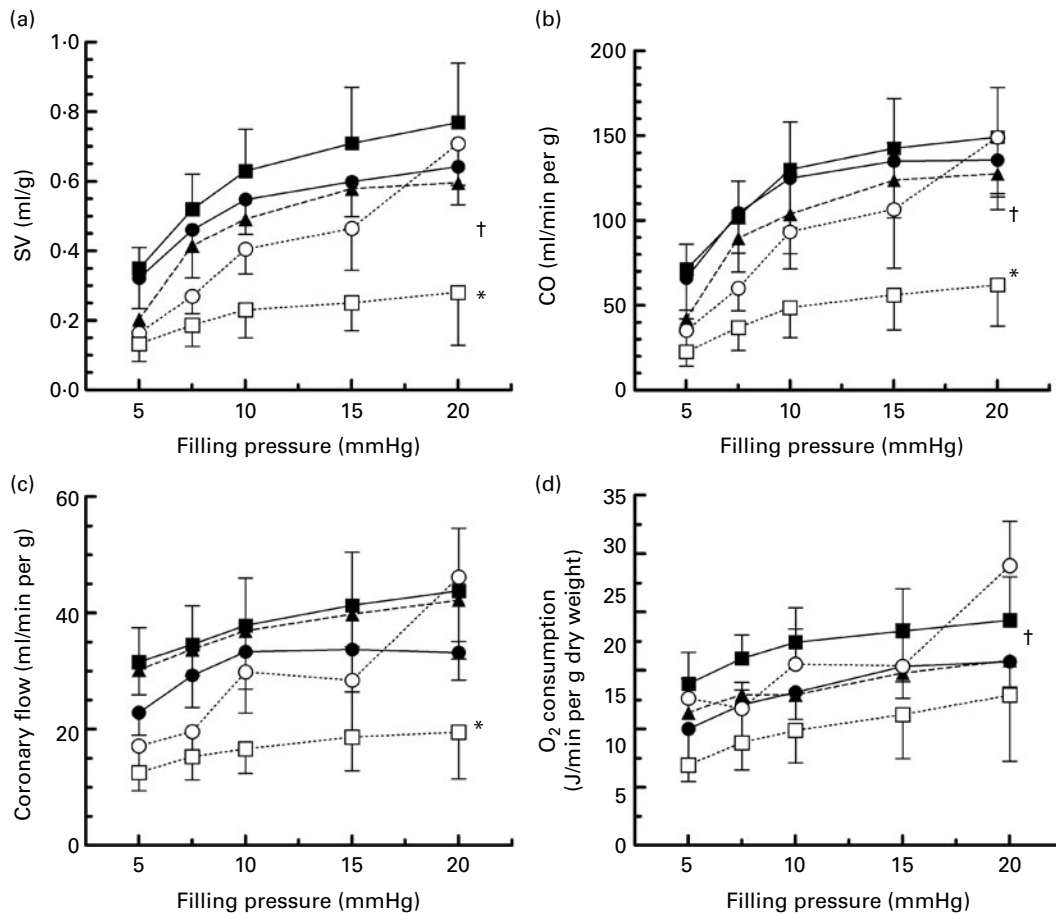 (a)
SV (ml/g)
1·0
0·8
0·6
0·4
0·2
0·0
†
*
5 10 15 20
Filling pressure (mmHg)
(b)
CO (ml/min per g)
200
150
100
50
0
†
*
5 10 15 20
Filling pressure (mmHg)
(c)
Coronary flow (ml/min per g)
60
40
20
0
*
5 10 15 20
Filling pressure (mmHg)
(d)
O₂ consumption
(J/min per g dry weight)
35
30
25
20
15
10
5
0
†
5 10 15 20
Filling pressure (mmHg)